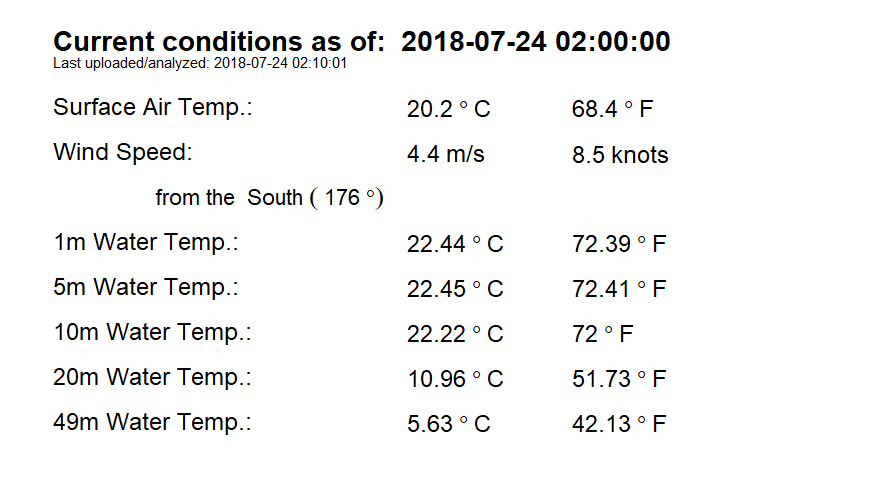 Current conditions as of: 2018-07-24 02:00:00
Last uploaded/analyzed: 2018-07-24 02:10:01
Surface Air Temp.: 20.2 ° C 68.4 ° F
Wind Speed: 4.4 m/s 8.5 knots
from the South ( 176 °)
1m Water Temp.: 22.44 ° C 72.39 ° F
5m Water Temp.: 22.45 ° C 72.41 ° F
10m Water Temp.: 22.22 ° C 72 ° F
20m Water Temp.: 10.96 ° C 51.73 ° F
49m Water Temp.: 5.63 ° C 42.13 ° F